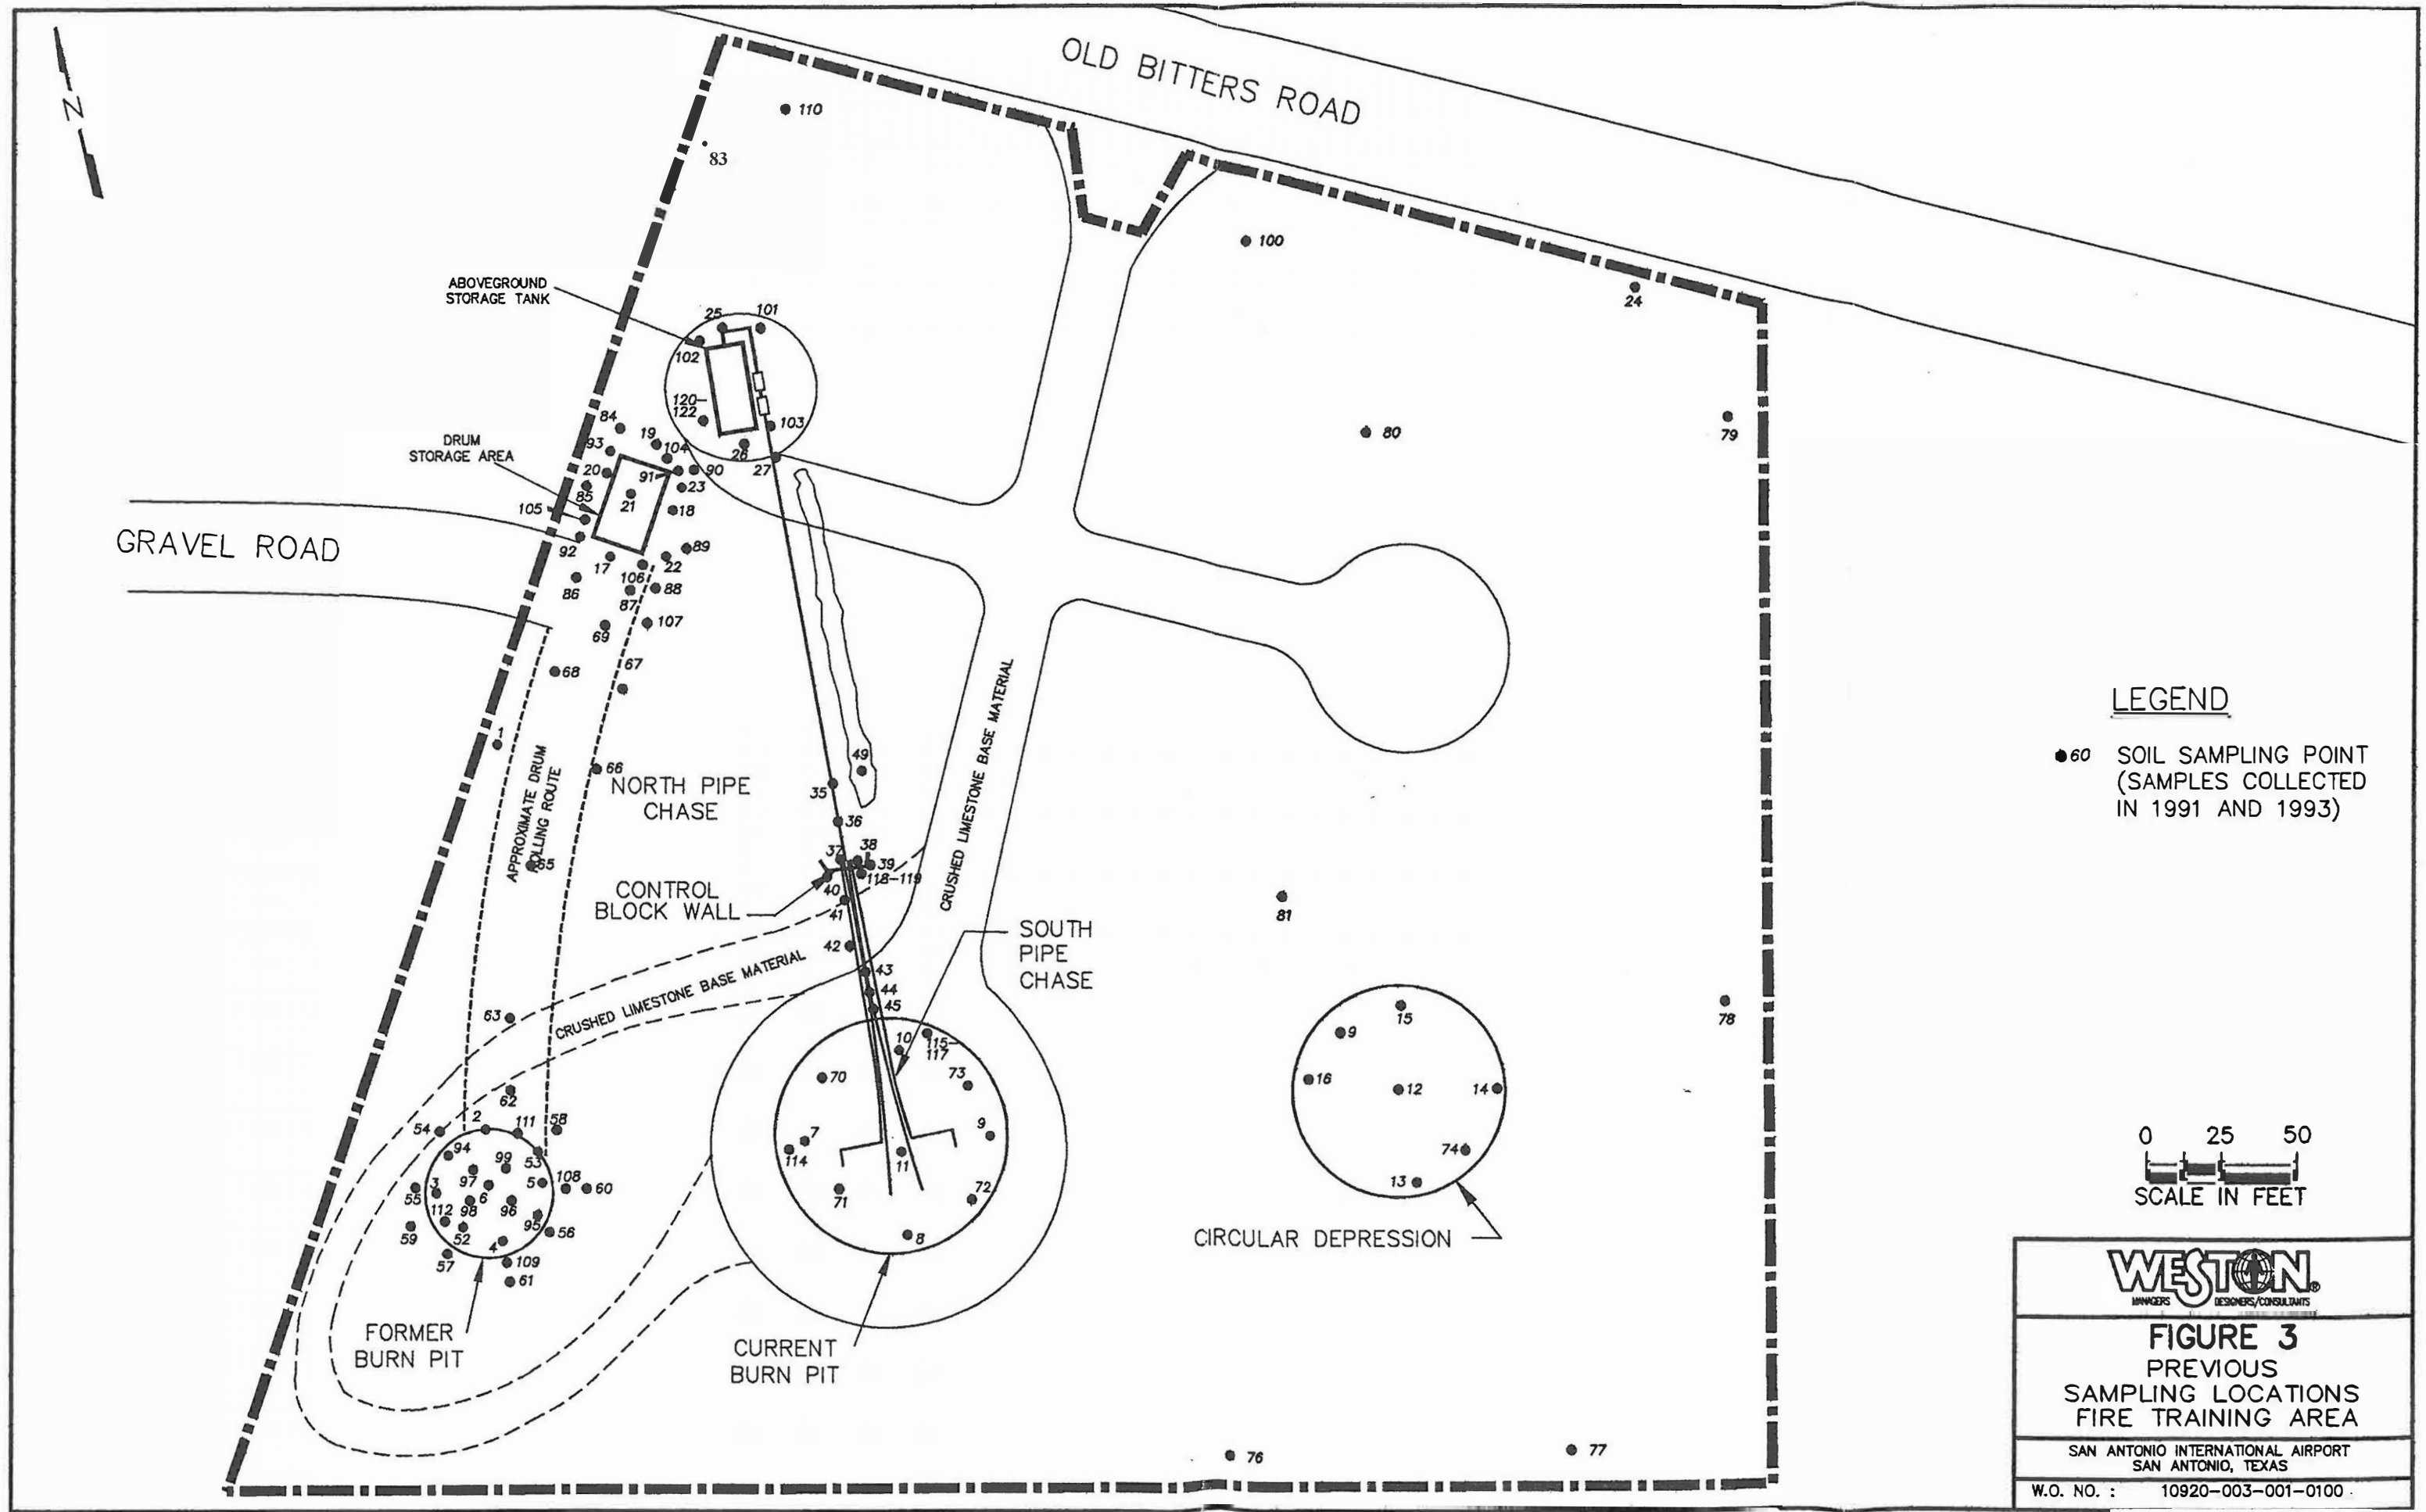 OLD BITTERS ROAD
N
110
83
100
24
ABOVEGROUND
STORAGE TANK
25
101
102
120-
122
103
26
27
80
79
84
19
93
104
DRUM
STORAGE AREA
20
91
90
23
85
21
105
18
92
17
89
22
106
86
87
88
GRAVEL ROAD
69
107
67
68
1
66
APPROXIMATE DRUM
ROLLING ROUTE
65
NORTH PIPE
CHASE
49
35
36
37
38
39
118-119
40
41
CONTROL
BLOCK WALL
42
43
44
45
CRUSHED LIMESTONE BASE MATERIAL
SOUTH
PIPE
CHASE
81
78
CRUSHED LIMESTONE BASE MATERIAL
63
62
10
115-
117
70
73
7
114
9
11
71
72
8
15
9
16
12
14
74
13
CIRCULAR DEPRESSION
2
111
58
54
94
53
99
97
108
60
55
3
6
5
112
98
96
95
59
52
56
4
57
109
61
FORMER
BURN PIT
CURRENT
BURN PIT
76
77
LEGEND
60 SOIL SAMPLING POINT
(SAMPLES COLLECTED
IN 1991 AND 1993)
0 25 50
SCALE IN FEET
WESTON®
MANAGERS DESIGNERS/CONSULTANTS
FIGURE 3
PREVIOUS
SAMPLING LOCATIONS
FIRE TRAINING AREA
SAN ANTONIO INTERNATIONAL AIRPORT
SAN ANTONIO, TEXAS
W.O. NO. : 10920-003-001-0100